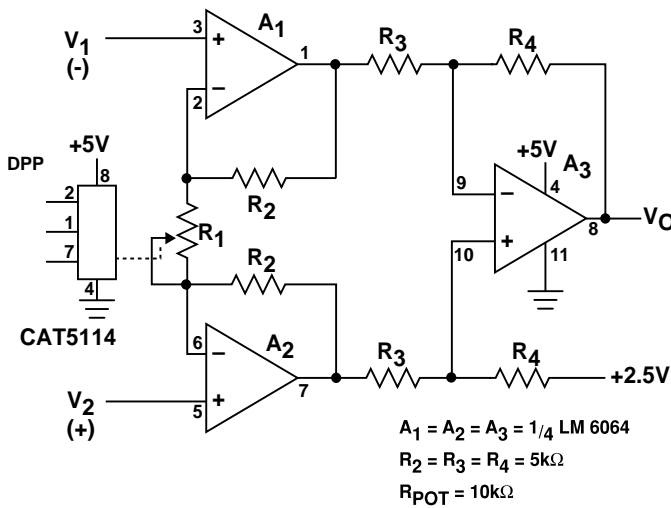 A1
V1
(-)
3
+
1
2
−
R3
R4
DPP
+5V
8
2
1
7
4
CAT5114
R2
R1
R2
+5V
A3
4
9
−
10
+
8
11
VO
6
−
A2
7
5
+
V2
(+)
R3
R4
+2.5V
A1 = A2 = A3 = 1/4 LM 6064
R2 = R3 = R4 = 5kΩ
RPOT = 10kΩ